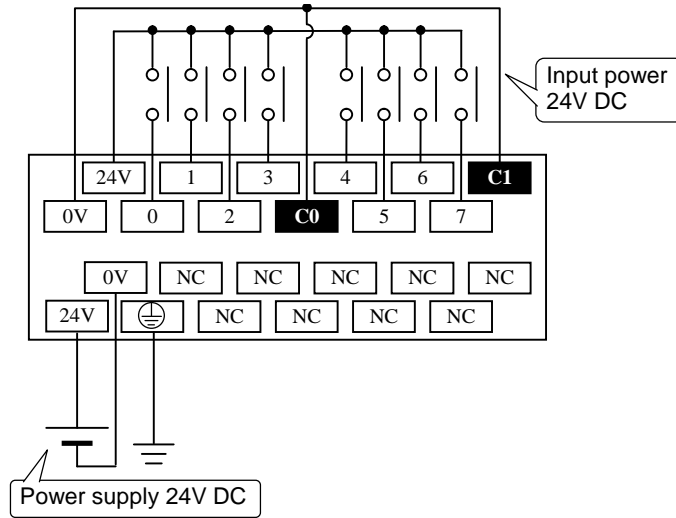 Input power
24V DC
24V 1 3 4 6 C1
0V 0 2 C0 5 7
0V NC NC NC NC NC
24V NC NC NC NC
Power supply 24V DC